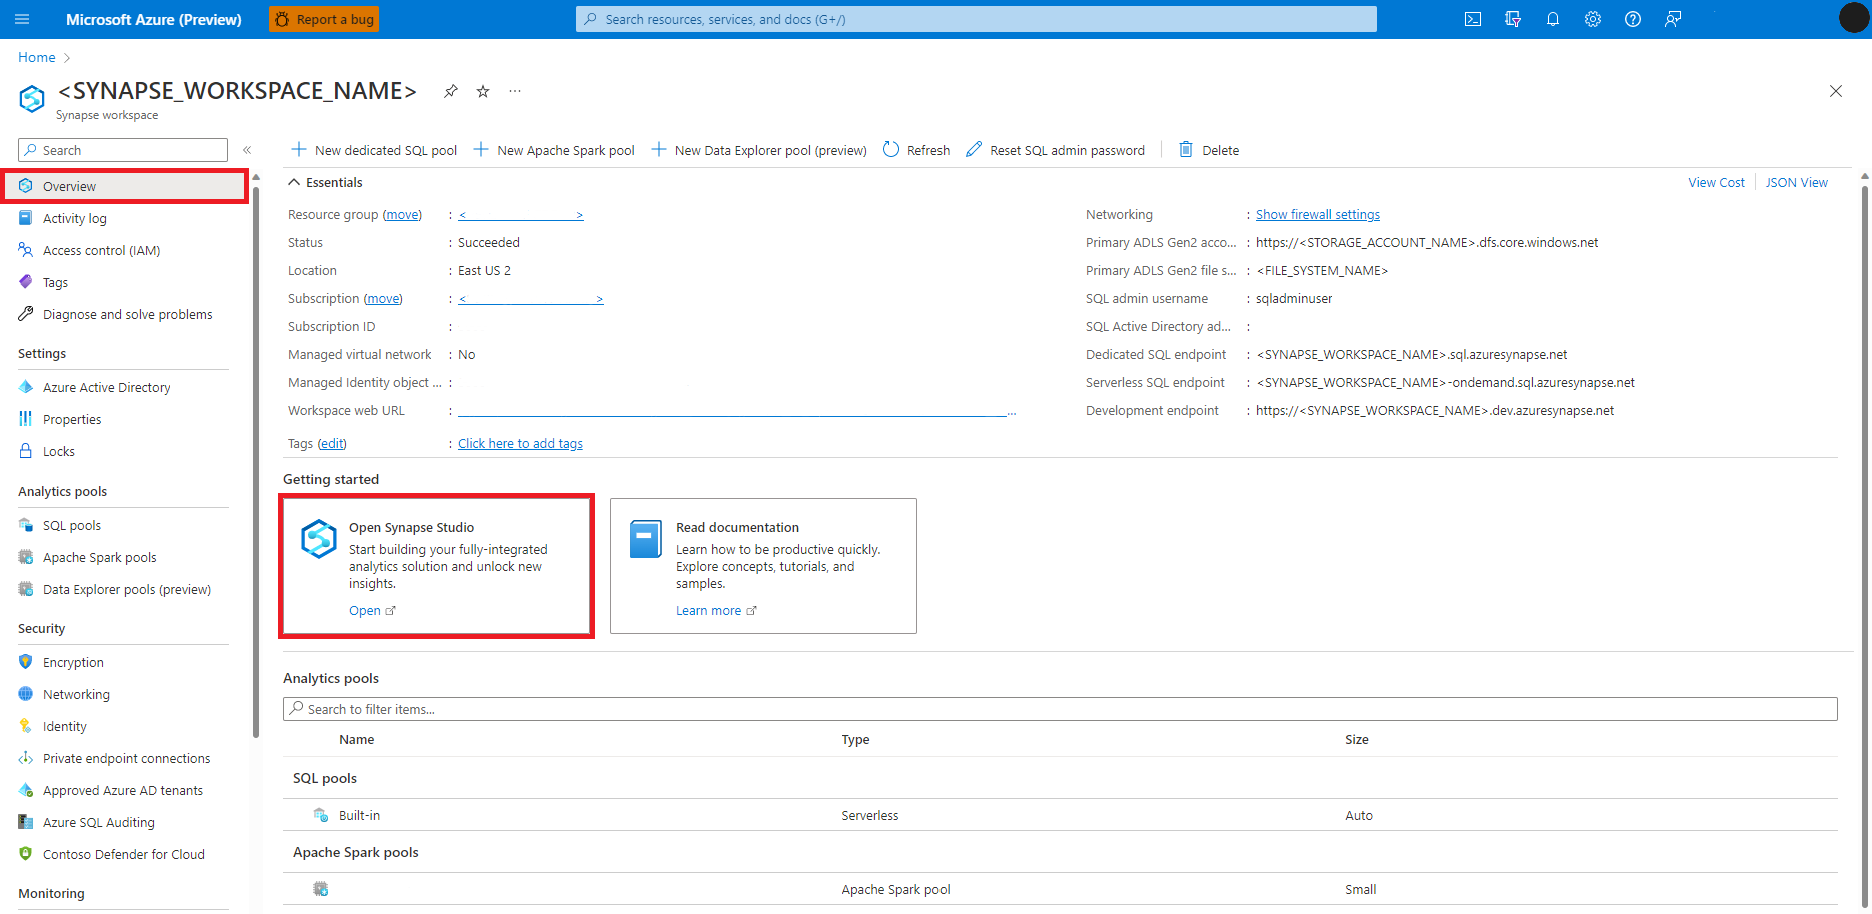 Microsoft Azure (Preview)
Report a bug
Search resources, services, and docs (G+/)
Home
<SYNAPSE_WORKSPACE_NAME>
Synapse workspace
Search
New dedicated SQL pool
New Apache Spark pool
New Data Explorer pool (preview)
Refresh
Reset SQL admin password
Delete
Overview
Activity log
Access control (IAM)
Tags
Diagnose and solve problems
Settings
Azure Active Directory
Properties
Locks
Analytics pools
SQL pools
Apache Spark pools
Data Explorer pools (preview)
Security
Encryption
Networking
Identity
Private endpoint connections
Approved Azure AD tenants
Azure SQL Auditing
Contoso Defender for Cloud
Monitoring
Essentials
View Cost
JSON View
Resource group (move) : < >
Status : Succeeded
Location : East US 2
Subscription (move) : < >
Subscription ID :
Managed virtual network : No
Managed Identity object ... :
Workspace web URL : ...
Tags (edit) : Click here to add tags
Networking : Show firewall settings
Primary ADLS Gen2 acco... : https://<STORAGE_ACCOUNT_NAME>.dfs.core.windows.net
Primary ADLS Gen2 file s... : <FILE_SYSTEM_NAME>
SQL admin username : sqladminuser
SQL Active Directory ad... :
Dedicated SQL endpoint : <SYNAPSE_WORKSPACE_NAME>.sql.azuresynapse.net
Serverless SQL endpoint : <SYNAPSE_WORKSPACE_NAME>-ondemand.sql.azuresynapse.net
Development endpoint : https://<SYNAPSE_WORKSPACE_NAME>.dev.azuresynapse.net
Getting started
Open Synapse Studio
Start building your fully-integrated
analytics solution and unlock new
insights.
Open
Read documentation
Learn how to be productive quickly.
Explore concepts, tutorials, and
samples.
Learn more
Analytics pools
Search to filter items...
Name Type Size
SQL pools
Built-in Serverless Auto
Apache Spark pools
Apache Spark pool Small